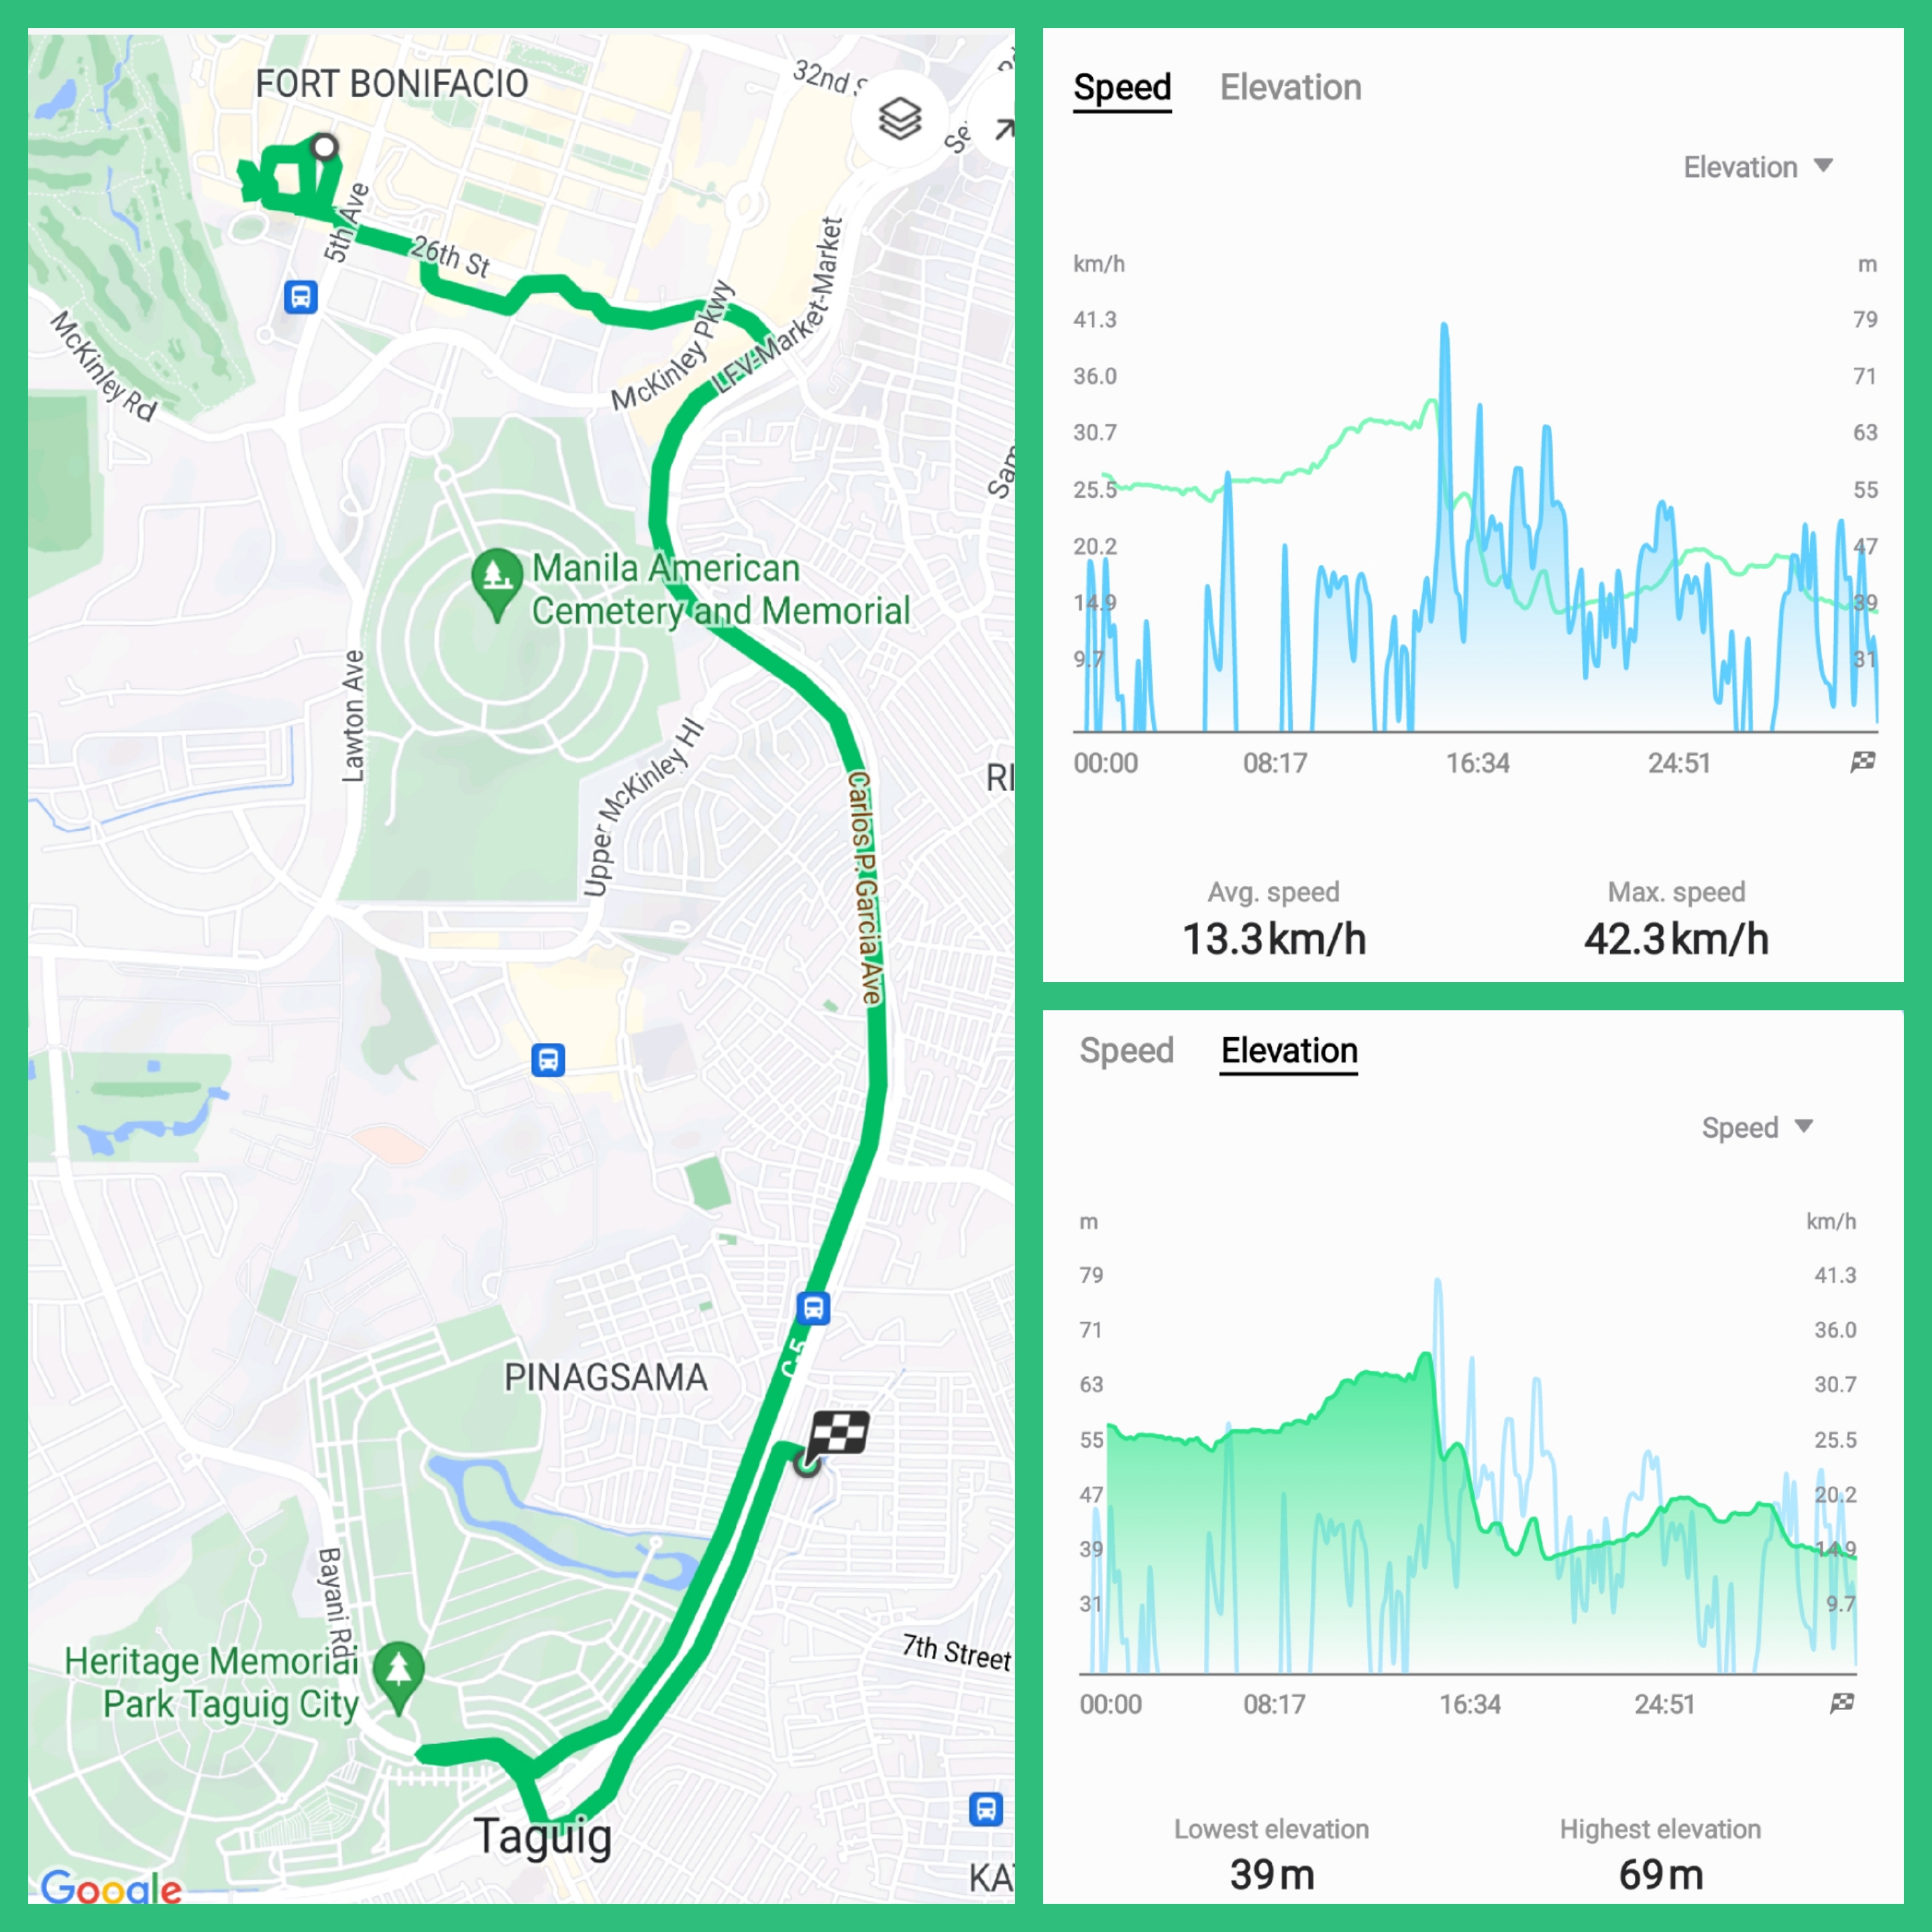 FORT BONIFACIO
32nd S
Se
5th Ave
26th St
McKinley Rd
McKinley Pkwy
LFV-Market-Market
Sam
Manila American
Cemetery and Memorial
Lawton Ave
Upper McKinley Hl
RI
Carlos P. Garcia Ave
C-5
PINAGSAMA
Bayani Rd
7th Street
Heritage Memorial
Park Taguig City
Taguig
KA
Google
Speed Elevation
Elevation
km/h m
41.3 79
36.0 71
30.7 63
25.5 55
20.2 47
14.9 39
9.7 31
00:00 08:17 16:34 24:51
Avg. speed Max. speed
13.3 km/h 42.3 km/h
Speed Elevation
Speed
m km/h
79 41.3
71 36.0
63 30.7
55 25.5
47 20.2
39 14.9
31 9.7
00:00 08:17 16:34 24:51
Lowest elevation Highest elevation
39 m 69 m